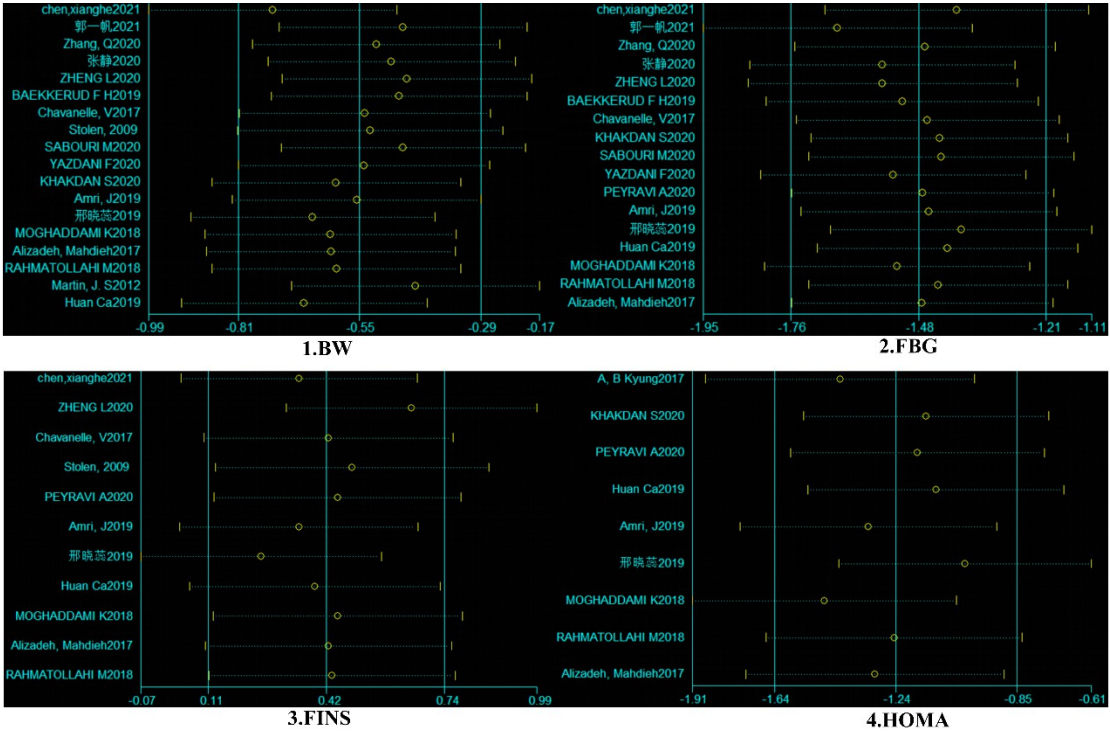 chen,xianghe2021
郭一帆2021
Zhang, Q2020
张静2020
ZHENG L2020
BAEKKERUD F H2019
Chavanelle, V2017
Stolen, 2009
SABOURI M2020
YAZDANI F2020
KHAKDAN S2020
Amri, J2019
邢晓蕊2019
MOGHADDAMI K2018
Alizadeh, Mahdieh2017
RAHMATOLLAHI M2018
Martin, J. S2012
Huan Ca2019
-0.99 -0.81 -0.55 -0.29 -0.17
1.BW
chen,xianghe2021
郭一帆2021
Zhang, Q2020
张静2020
ZHENG L2020
BAEKKERUD F H2019
Chavanelle, V2017
KHAKDAN S2020
SABOURI M2020
YAZDANI F2020
PEYRAVI A2020
Amri, J2019
邢晓蕊2019
Huan Ca2019
MOGHADDAMI K2018
RAHMATOLLAHI M2018
Alizadeh, Mahdieh2017
-1.95 -1.76 -1.48 -1.21 -1.11
2.FBG
chen,xianghe2021
ZHENG L2020
Chavanelle, V2017
Stolen, 2009
PEYRAVI A2020
Amri, J2019
邢晓蕊2019
Huan Ca2019
MOGHADDAMI K2018
Alizadeh, Mahdieh2017
RAHMATOLLAHI M2018
-0.07 0.11 0.42 0.74 0.99
3.FINS
A, B Kyung2017
KHAKDAN S2020
PEYRAVI A2020
Huan Ca2019
Amri, J2019
邢晓蕊2019
MOGHADDAMI K2018
RAHMATOLLAHI M2018
Alizadeh, Mahdieh2017
-1.91 -1.64 -1.24 -0.85 -0.61
4.HOMA